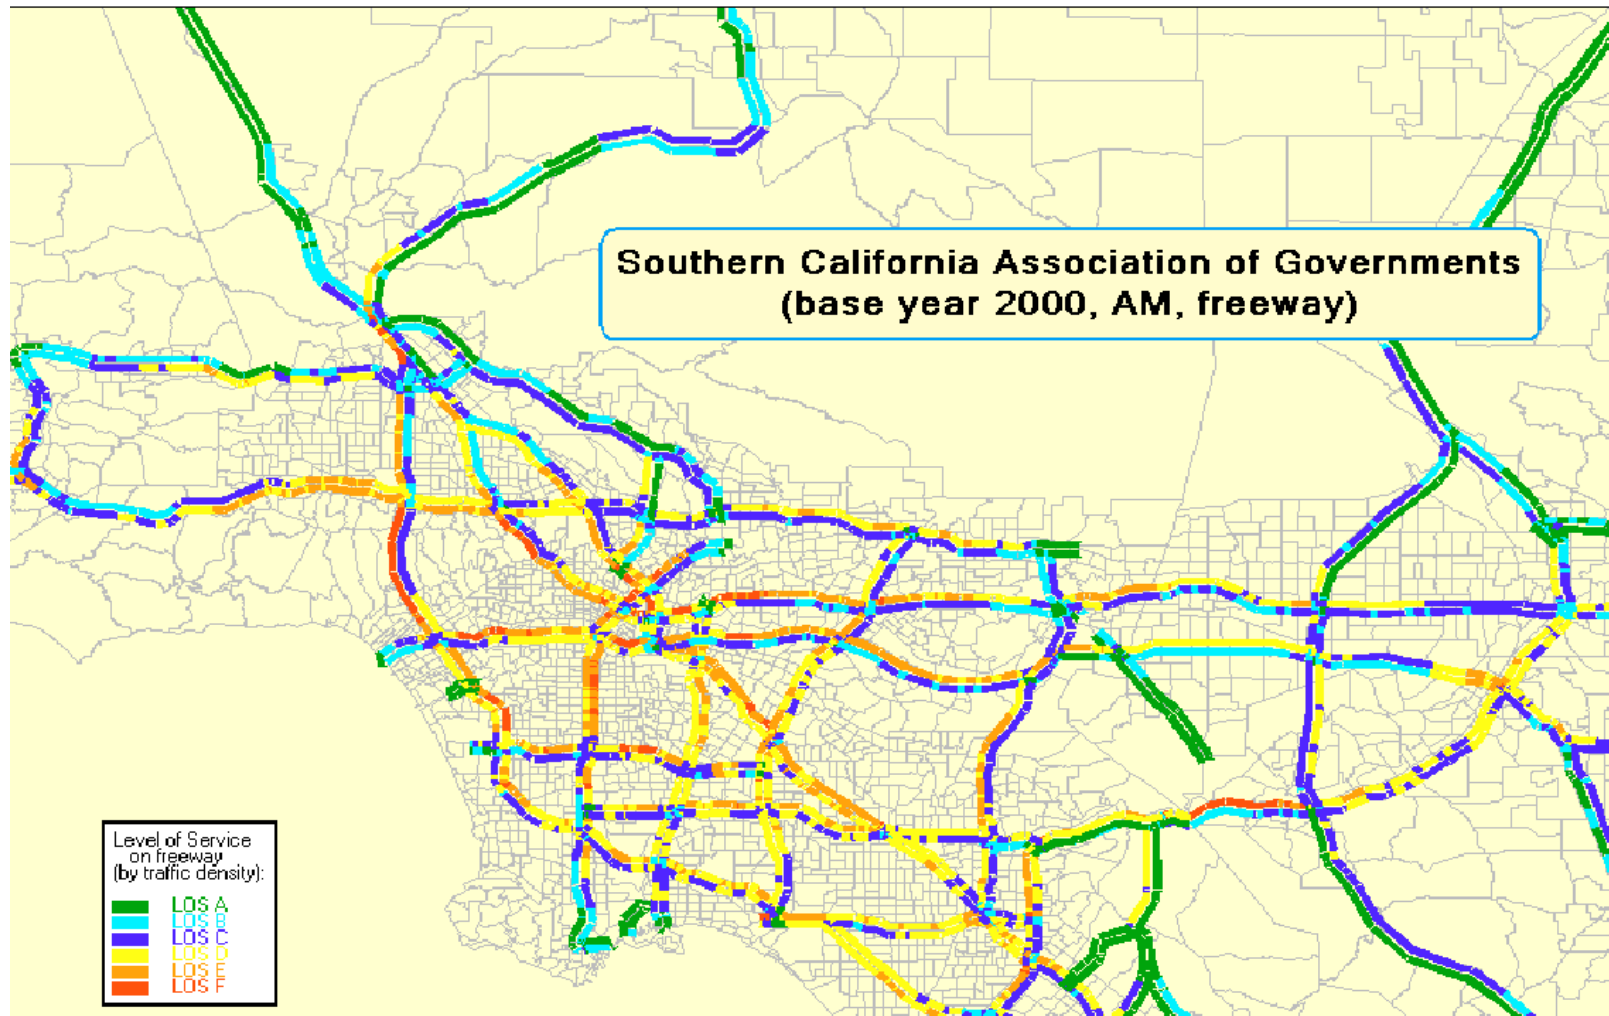 Southern California Association of Governments
(base year 2000, AM, freeway)
Level of Service
on freeway
(by traffic density):
LOS A
LOS B
LOS C
LOS D
LOS E
LOS F